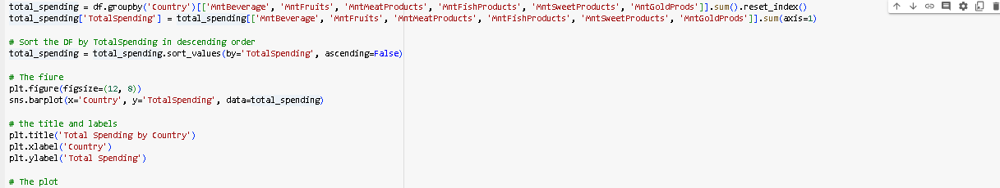 total_spending = df.groupby('Country')[['MntBeverage', 'MntFruits', 'MntMeatProducts', 'MntFishProducts', 'MntSweetProducts', 'MntGoldProds']].sum().reset_index()
total_spending['TotalSpending'] = total_spending[['MntBeverage', 'MntFruits', 'MntMeatProducts', 'MntFishProducts', 'MntSweetProducts', 'MntGoldProds']].sum(axis=1)
# Sort the DF by TotalSpending in descending order
total_spending = total_spending.sort_values(by='TotalSpending', ascending=False)
# The fiure
plt.figure(figsize=(12, 8))
sns.barplot(x='Country', y='TotalSpending', data=total_spending)
# the title and labels
plt.title('Total Spending by Country')
plt.xlabel('Country')
plt.ylabel('Total Spending')
# The plot